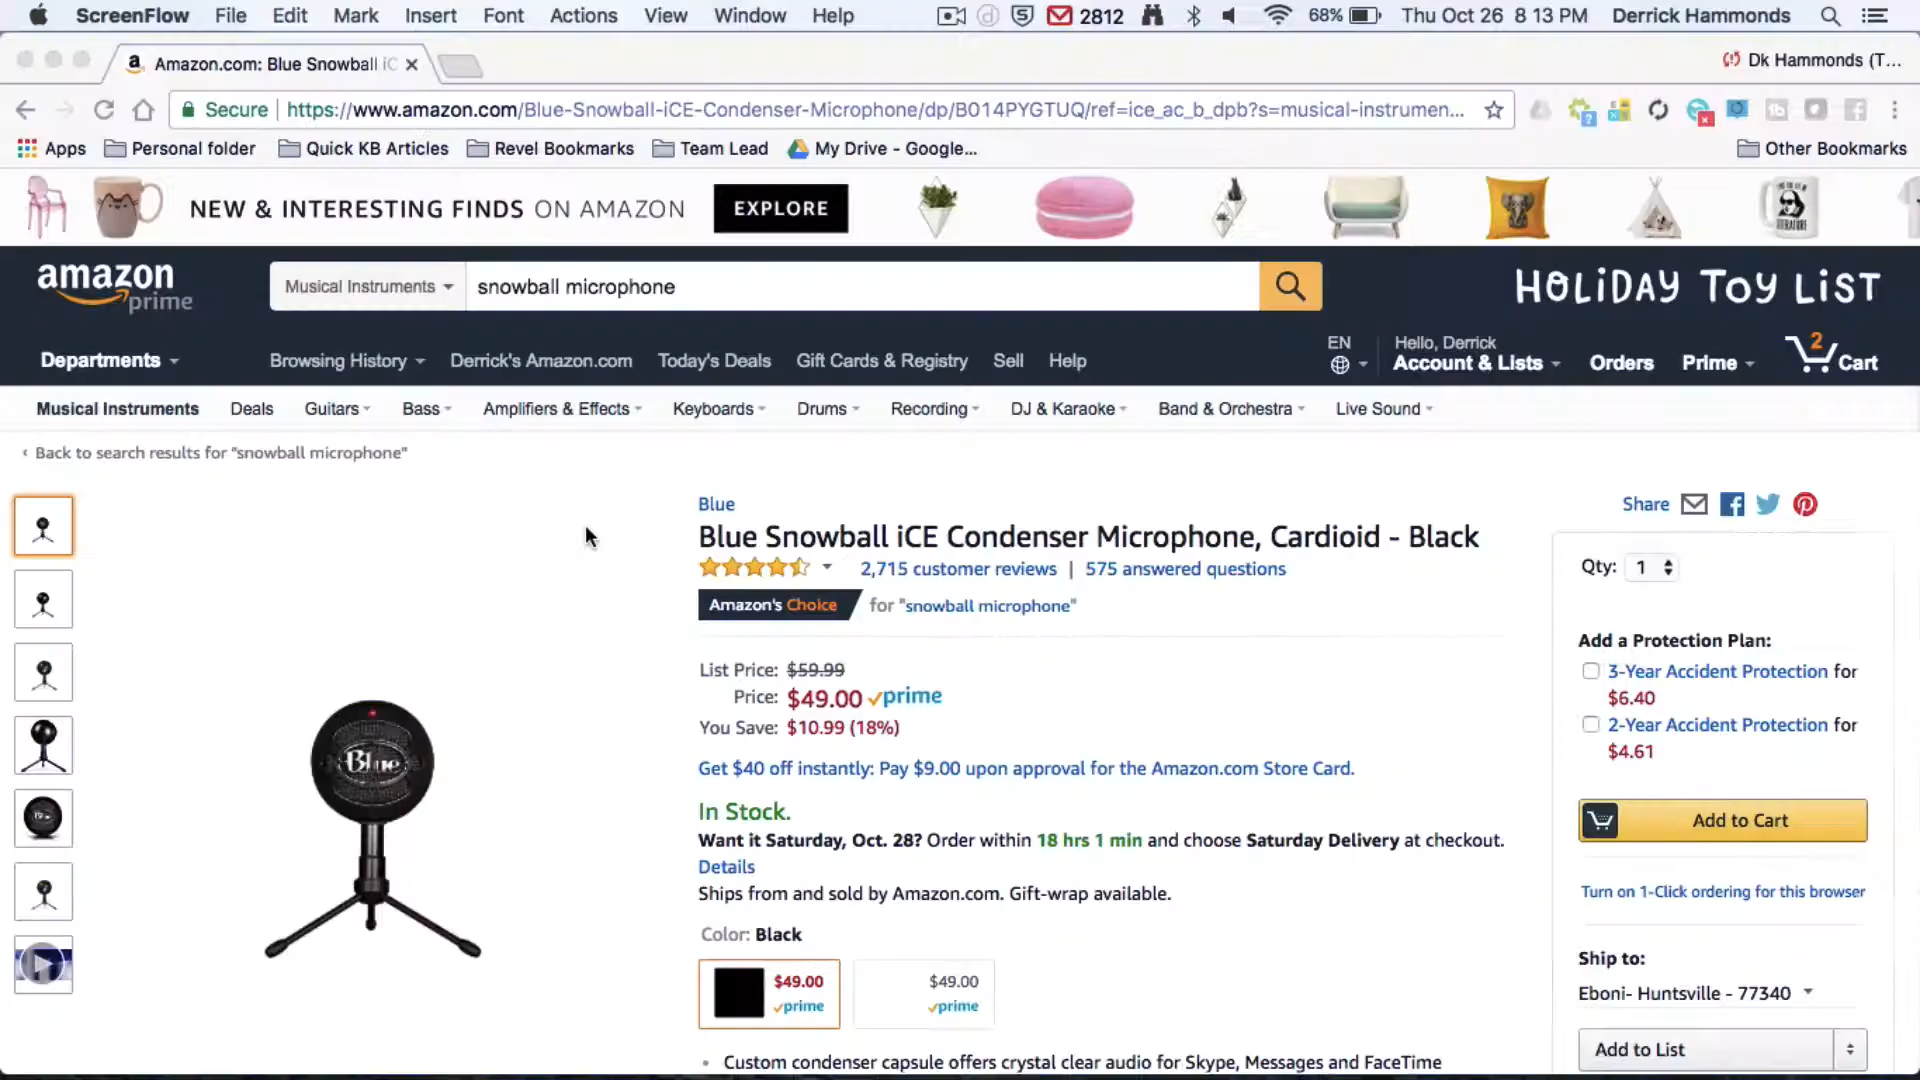 ScreenFlow File Edit Mark Insert Font Actions View Window Help 2812 68% Thu Oct 26 8 13 PM Derrick Hammonds
Amazon.com: Blue Snowball iC Dk Hammonds (T...
Secure https://www.amazon.com/Blue-Snowball-iCE-Condenser-Microphone/dp/B014PYGTUQ/ref=ice_ac_b_dpb?s=musical-instrumen...
Apps Personal folder Quick KB Articles Revel Bookmarks Team Lead My Drive - Google... Other Bookmarks
NEW & INTERESTING FINDS ON AMAZON EXPLORE
amazon prime Musical Instruments snowball microphone HOLiDAY TOY LiST
Departments Browsing History Derrick's Amazon.com Today's Deals Gift Cards & Registry Sell Help EN Hello, Derrick Account & Lists Orders Prime 2 Cart
Musical Instruments Deals Guitars Bass Amplifiers & Effects Keyboards Drums Recording DJ & Karaoke Band & Orchestra Live Sound
‹ Back to search results for "snowball microphone"
Blue
Share
Blue Snowball iCE Condenser Microphone, Cardioid - Black
2,715 customer reviews | 575 answered questions
Amazon's Choice for "snowball microphone"
List Price: $59.99
Price: $49.00 prime
You Save: $10.99 (18%)
Get $40 off instantly: Pay $9.00 upon approval for the Amazon.com Store Card.
In Stock.
Want it Saturday, Oct. 28? Order within 18 hrs 1 min and choose Saturday Delivery at checkout.
Details
Ships from and sold by Amazon.com. Gift-wrap available.
Color: Black
$49.00 prime
$49.00 prime
• Custom condenser capsule offers crystal clear audio for Skype, Messages and FaceTime
Blue
Qty: 1
Add a Protection Plan:
3-Year Accident Protection for
$6.40
2-Year Accident Protection for
$4.61
Add to Cart
Turn on 1-Click ordering for this browser
Ship to:
Eboni- Huntsville - 77340
Add to List